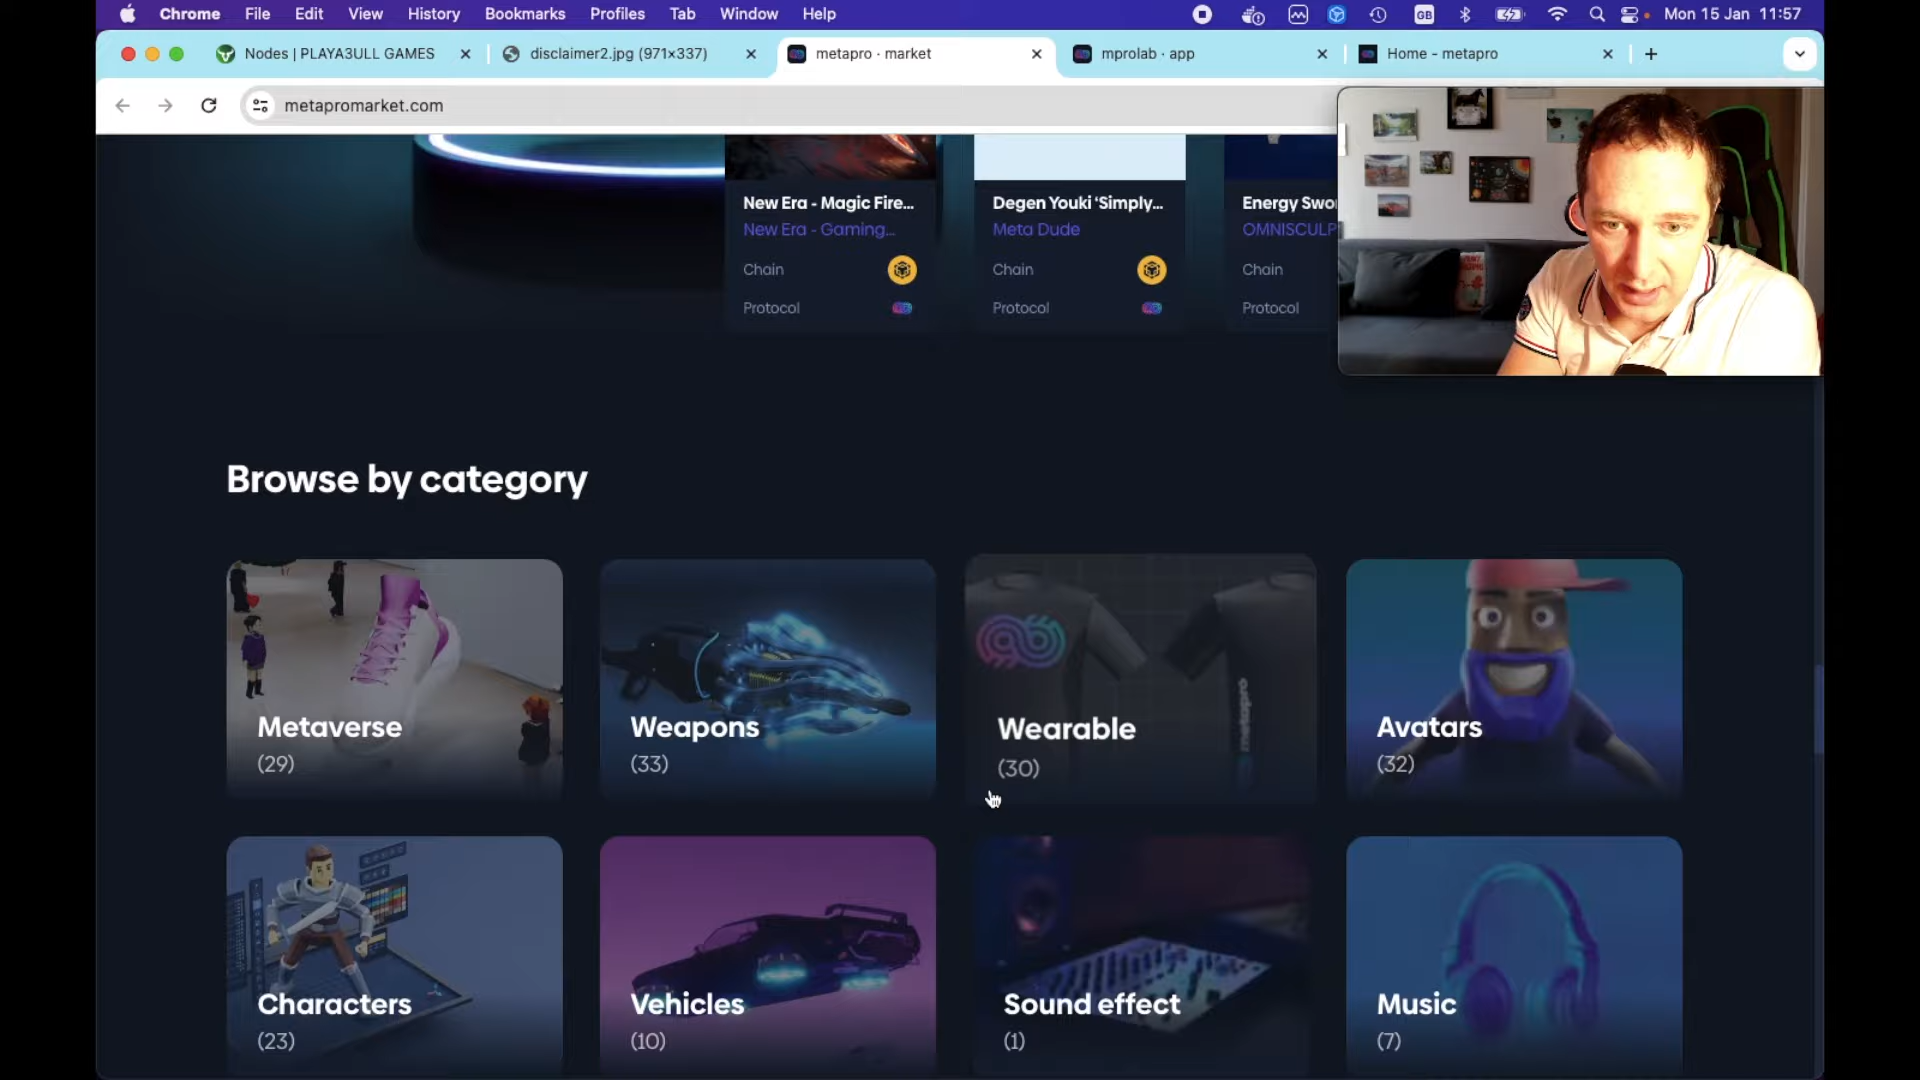 Chrome File Edit View History Bookmarks Profiles Tab Window Help GB Mon 15 Jan 11:57
Nodes | PLAYA3ULL GAMES disclaimer2.jpg (971×337) metapro · market mprolab · app Home - metapro
metapromarket.com
New Era - Magic Fire... Degen Youki ‘Simply... Energy Swo
New Era - Gaming... Meta Dude OMNISCULP
Chain Chain Chain
Protocol Protocol Protocol
Browse by category
metapro
Metaverse Weapons Wearable Avatars
(29) (33) (30) (32)
Characters Vehicles Sound effect Music
(23) (10) (1) (7)